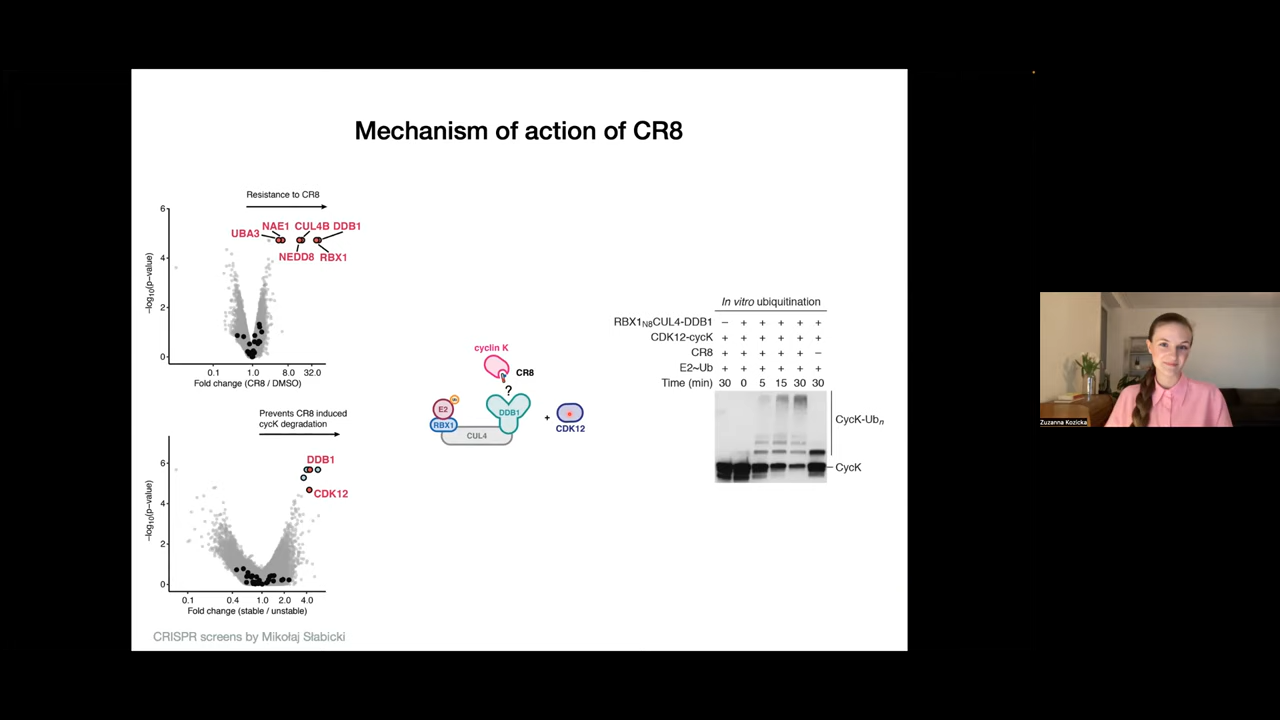 Mechanism of action of CR8
Resistance to CR8
6
4
2
0
–log10(p–value)
NAE1 CUL4B DDB1
UBA3
NEDD8 RBX1
0.1 1.0 8.0 32.0
Fold change (CR8 / DMSO)
Prevents CR8 induced
cycK degradation
6
4
2
0
–log10(p–value)
DDB1
CDK12
0.1 0.4 1.0 2.0 4.0
Fold change (stable / unstable)
CRISPR screens by Mikołaj Słabicki
cyclin K
CR8
?
E2 Ub
RBX1
CUL4
DDB1
+
CDK12
In vitro ubiquitination
RBX1N8CUL4-DDB1 – + + + + +
CDK12-cycK + + + + + +
CR8 + + + + + –
E2~Ub + + + + + +
Time (min) 30 0 5 15 30 30
CycK-Ubn
CycK
Zuzanna Kozicka